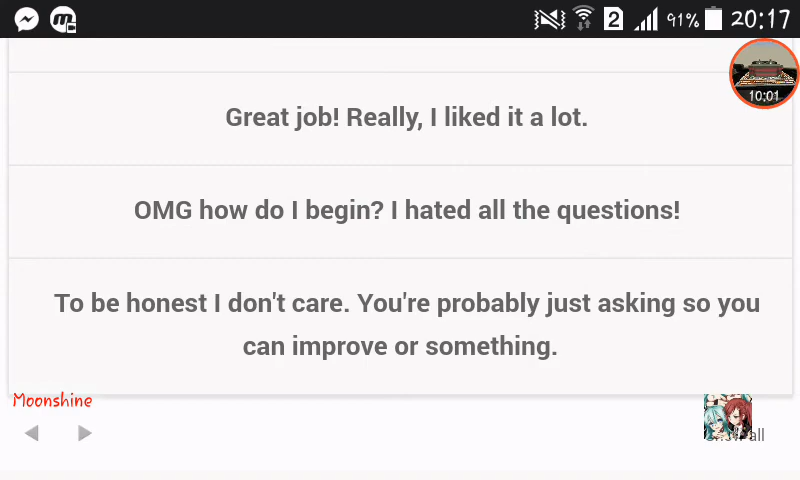 2 91% 20:17
10:01
Great job! Really, I liked it a lot.
OMG how do I begin? I hated all the questions!
To be honest I don't care. You're probably just asking so you
can improve or something.
Moonshine
all